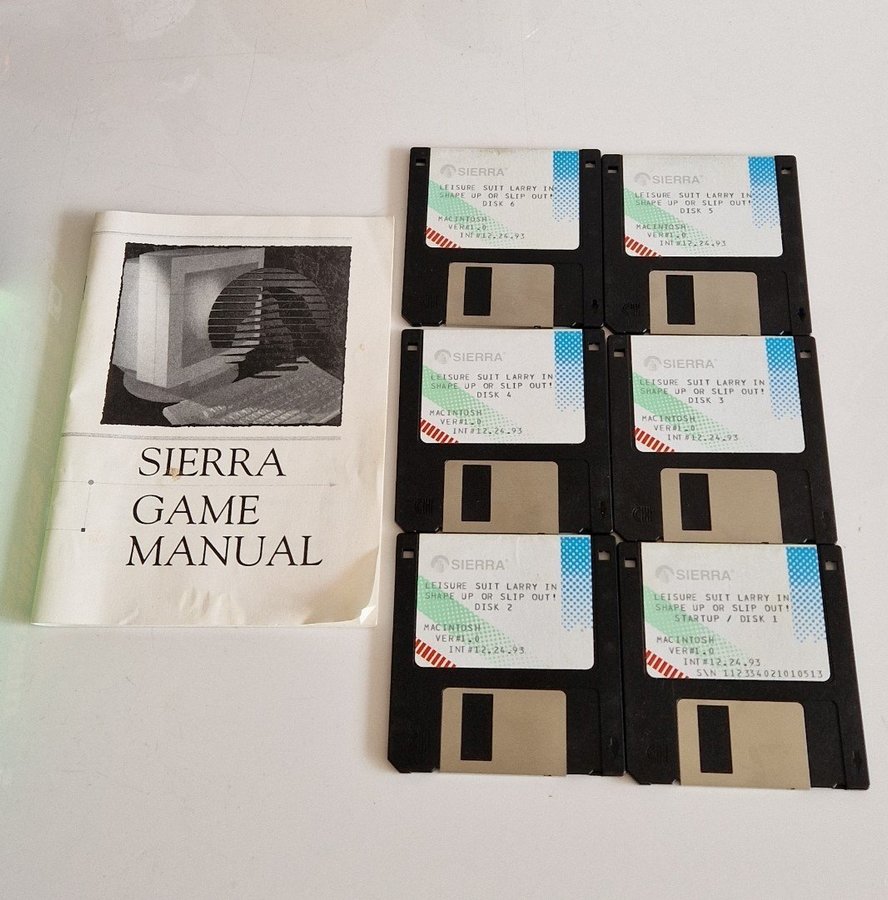 SIERRA
GAME
MANUAL
SIERRA
LEISURE SUIT LARRY IN
SHAPE UP OR SLIP OUT!
DISK 6
MACINTOSH
VER#1.0
INT#12.24.93
SIERRA
LEISURE SUIT LARRY IN
SHAPE UP OR SLIP OUT!
DISK 5
MACINTOSH
VER#1.0
INT#12.24.93
SIERRA
LEISURE SUIT LARRY IN
SHAPE UP OR SLIP OUT!
DISK 4
MACINTOSH
VER#1.0
INT#12.24.93
SIERRA
LEISURE SUIT LARRY IN
SHAPE UP OR SLIP OUT!
DISK 3
MACINTOSH
VER#1.0
INT#12.24.93
SIERRA
LEISURE SUIT LARRY IN
SHAPE UP OR SLIP OUT!
DISK 2
MACINTOSH
VER#1.0
INT#12.24.93
SIERRA
LEISURE SUIT LARRY IN
SHAPE UP OR SLIP OUT!
STARTUP / DISK 1
MACINTOSH
VER#1.0
INT#12.24.93
S\N 112334021010513